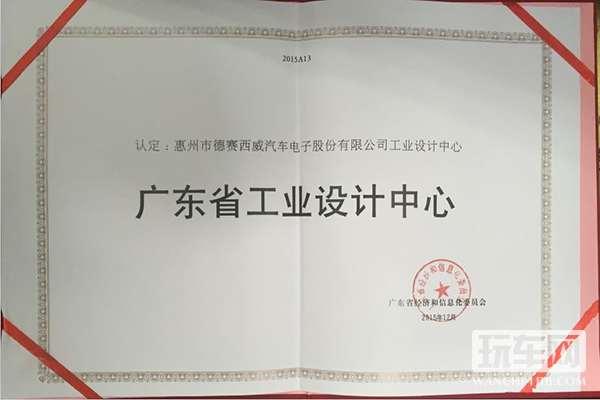 2015A13
认定：惠州市德赛西威汽车电子股份有限公司工业设计中心
广东省工业设计中心
广东省经济和信息化委员会
2015年12月
玩车网